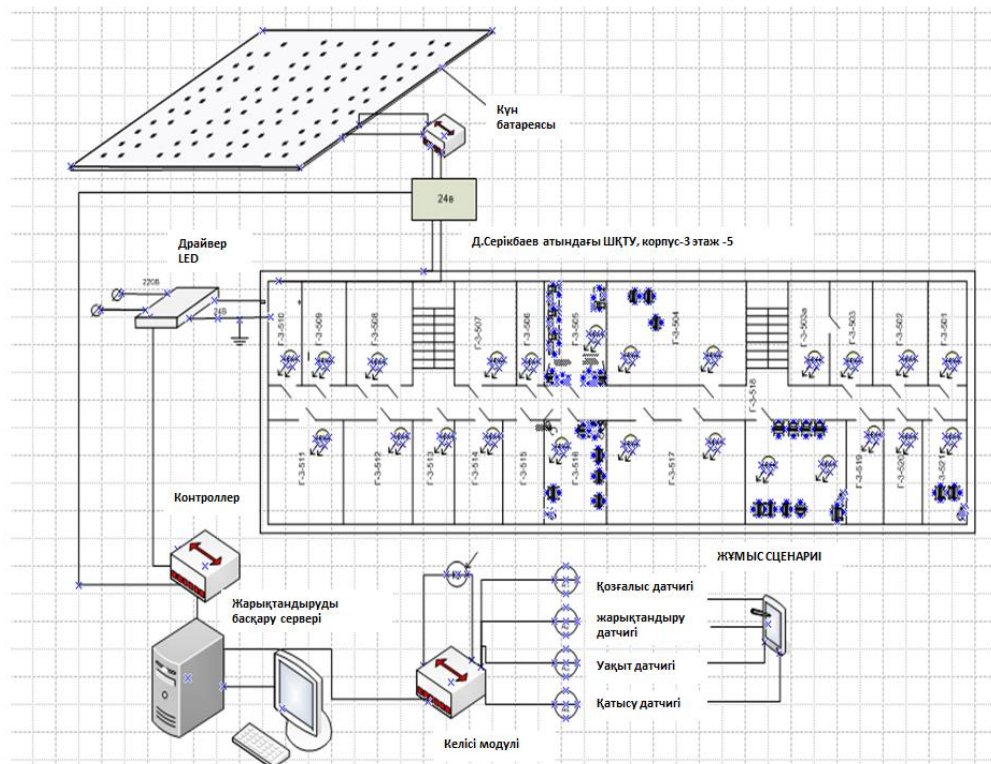 Күн
батареясы
24в
Д.Серікбаев атындағы ШҚТУ, корпус-3 этаж -5
Драйвер
LED
220В
24В
Г-3-510
Г-3-509
Г-3-508
Г-3-507
Г-3-506
Г-3-505
Г-3-504
Г-3-503а
Г-3-503
Г-3-502
Г-3-501
Г-3-518
Г-3-511
Г-3-512
Г-3-513
Г-3-514
Г-3-515
Г-3-516
Г-3-517
Г-3-519
Г-3-520
Г-3-521
Контроллер
ЖҰМЫС СЦЕНАРИІ
Қозғалыс датчигі
Жарықтандыруды
басқару сервері
жарықтандыру
датчигі
Уақыт датчигі
Қатысу датчигі
Келісі модулі